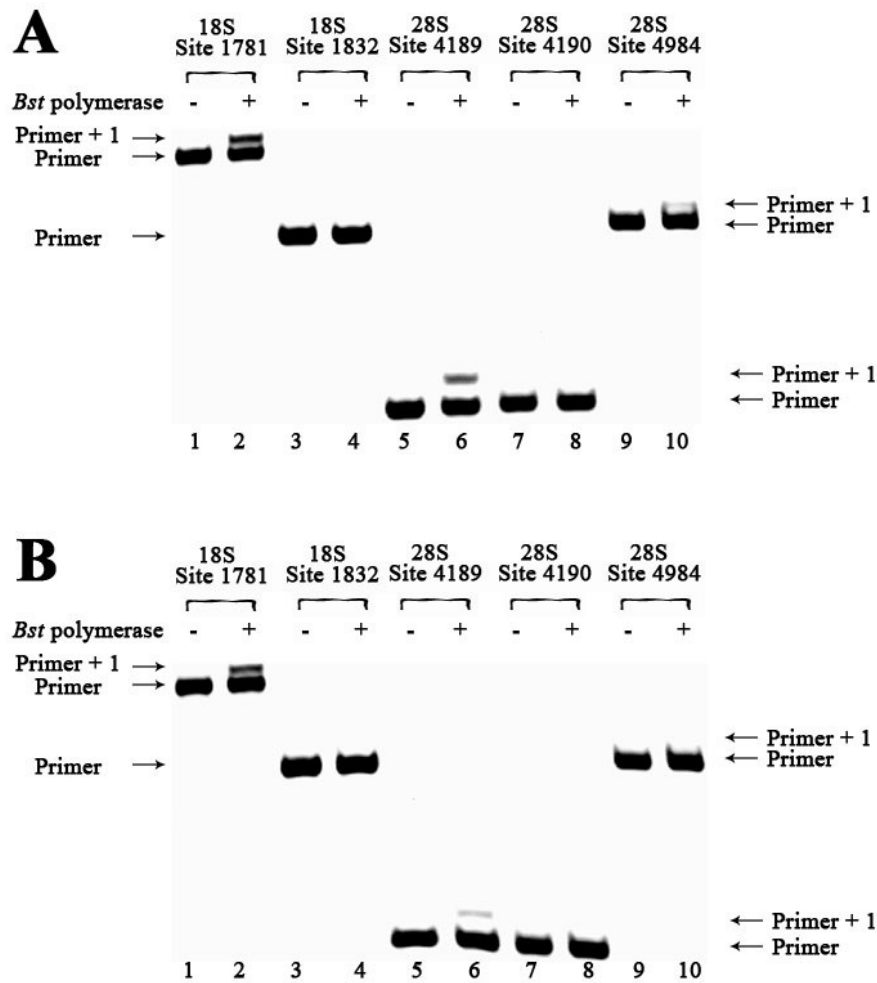 A
18S 18S 28S 28S 28S
Site 1781 Site 1832 Site 4189 Site 4190 Site 4984
Bst polymerase - + - + - + - + - +
Primer + 1
Primer
Primer + 1
Primer
Primer
Primer + 1
Primer
1 2 3 4 5 6 7 8 9 10
B
18S 18S 28S 28S 28S
Site 1781 Site 1832 Site 4189 Site 4190 Site 4984
Bst polymerase - + - + - + - + - +
Primer + 1
Primer
Primer + 1
Primer
Primer
Primer + 1
Primer
1 2 3 4 5 6 7 8 9 10